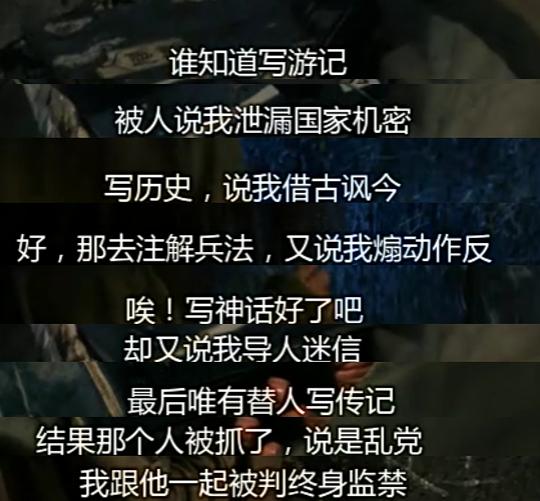 谁知道写游记
被人说我泄漏国家机密
写历史，说我借古讽今
好，那去注解兵法，又说我煽动作反
唉！写神话好了吧
却又说我导人迷信
最后唯有替人写传记
结果那个人被抓了，说是乱党
我跟他一起被判终身监禁